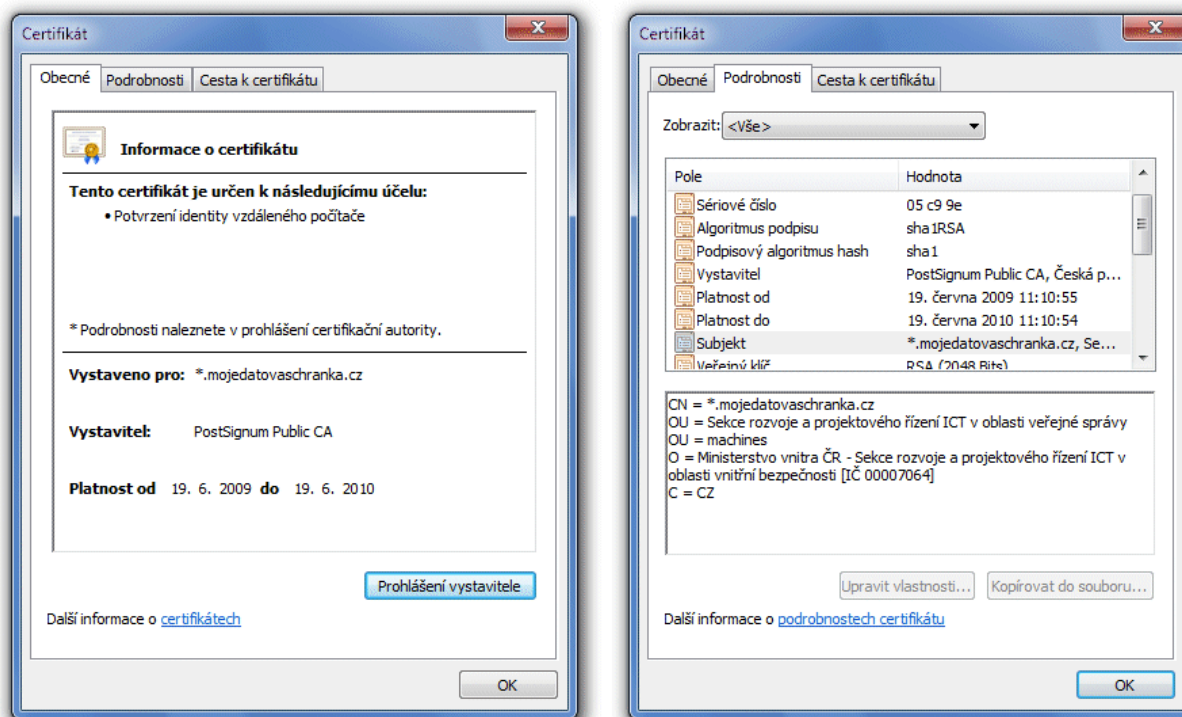 Certifikát
Obecné Podrobnosti Cesta k certifikátu
Informace o certifikátu
Tento certifikát je určen k následujícímu účelu:
• Potvrzení identity vzdáleného počítače
* Podrobnosti naleznete v prohlášení certifikační autority.
Vystaveno pro: *.mojedatovaschranka.cz
Vystavitel: PostSignum Public CA
Platnost od 19. 6. 2009 do 19. 6. 2010
Prohlášení vystavitele
Další informace o certifikátech
OK
Certifikát
Obecné Podrobnosti Cesta k certifikátu
Zobrazit: <Vše>
Pole Hodnota
Sériové číslo 05 c9 9e
Algoritmus podpisu sha1RSA
Podpisový algoritmus hash sha1
Vystavitel PostSignum Public CA, Česká p...
Platnost od 19. června 2009 11:10:55
Platnost do 19. června 2010 11:10:54
Subjekt *.mojedatovaschranka.cz, Se...
Veřejný klíč RSA (2048 Bits)
CN = *.mojedatovaschranka.cz
OU = Sekce rozvoje a projektového řízení ICT v oblasti veřejné správy
OU = machines
O = Ministerstvo vnitra ČR - Sekce rozvoje a projektového řízení ICT v
oblasti vnitřní bezpečnosti [IČ 00007064]
C = CZ
Upravit vlastnosti... Kopírovat do souboru...
Další informace o podrobnostech certifikátu
OK